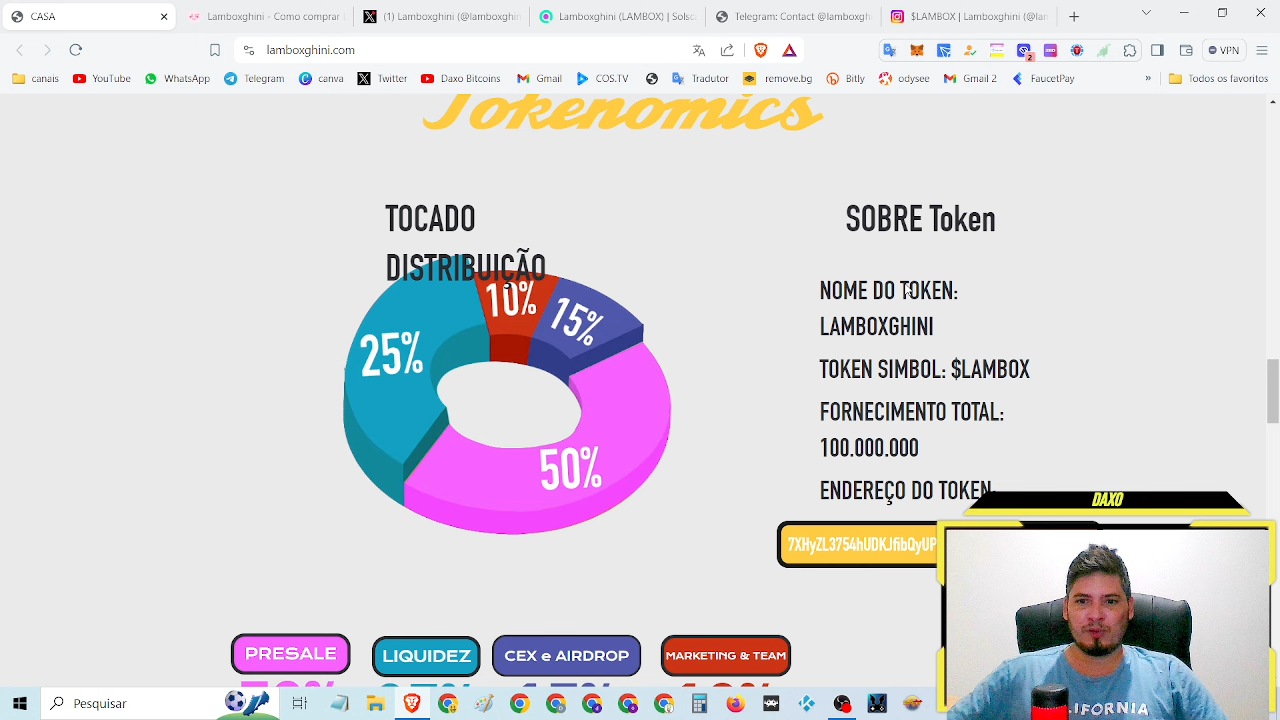 CASA
Lamboxghini - Como comprar
(1) Lamboxghini (@lamboxghin
Lamboxghini (LAMBOX) | Solsc
Telegram: Contact @lamboxgh
$LAMBOX | Lamboxghini (@lan
lamboxghini.com
VPN
canais
YouTube
WhatsApp
Telegram
canva
Twitter
Daxo Bitcoins
Gmail
COS.TV
Tradutor
remove.bg
bitly
odysee
Gmail 2
FaucetPay
»
Todos os favoritos
Tokenomics
TOCADO
DISTRIBUIÇÃO
10%
15%
25%
50%
SOBRE Token
NOME DO TOKEN:
LAMBOXGHINI
TOKEN SIMBOL: $LAMBOX
FORNECIMENTO TOTAL:
100.000.000
ENDEREÇO DO TOKEN:
7XHyZL3754hUDKJfibQyUP
DAXO
PRESALE
LIQUIDEZ
CEX e AIRDROP
MARKETING & TEAM
CALIFORNIA
Pesquisar